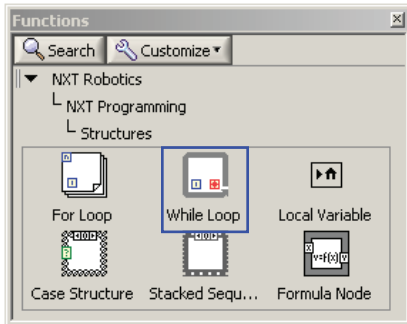 Functions
Search Customize
NXT Robotics
NXT Programming
Structures
For Loop While Loop Local Variable
Case Structure Stacked Sequ... Formula Node